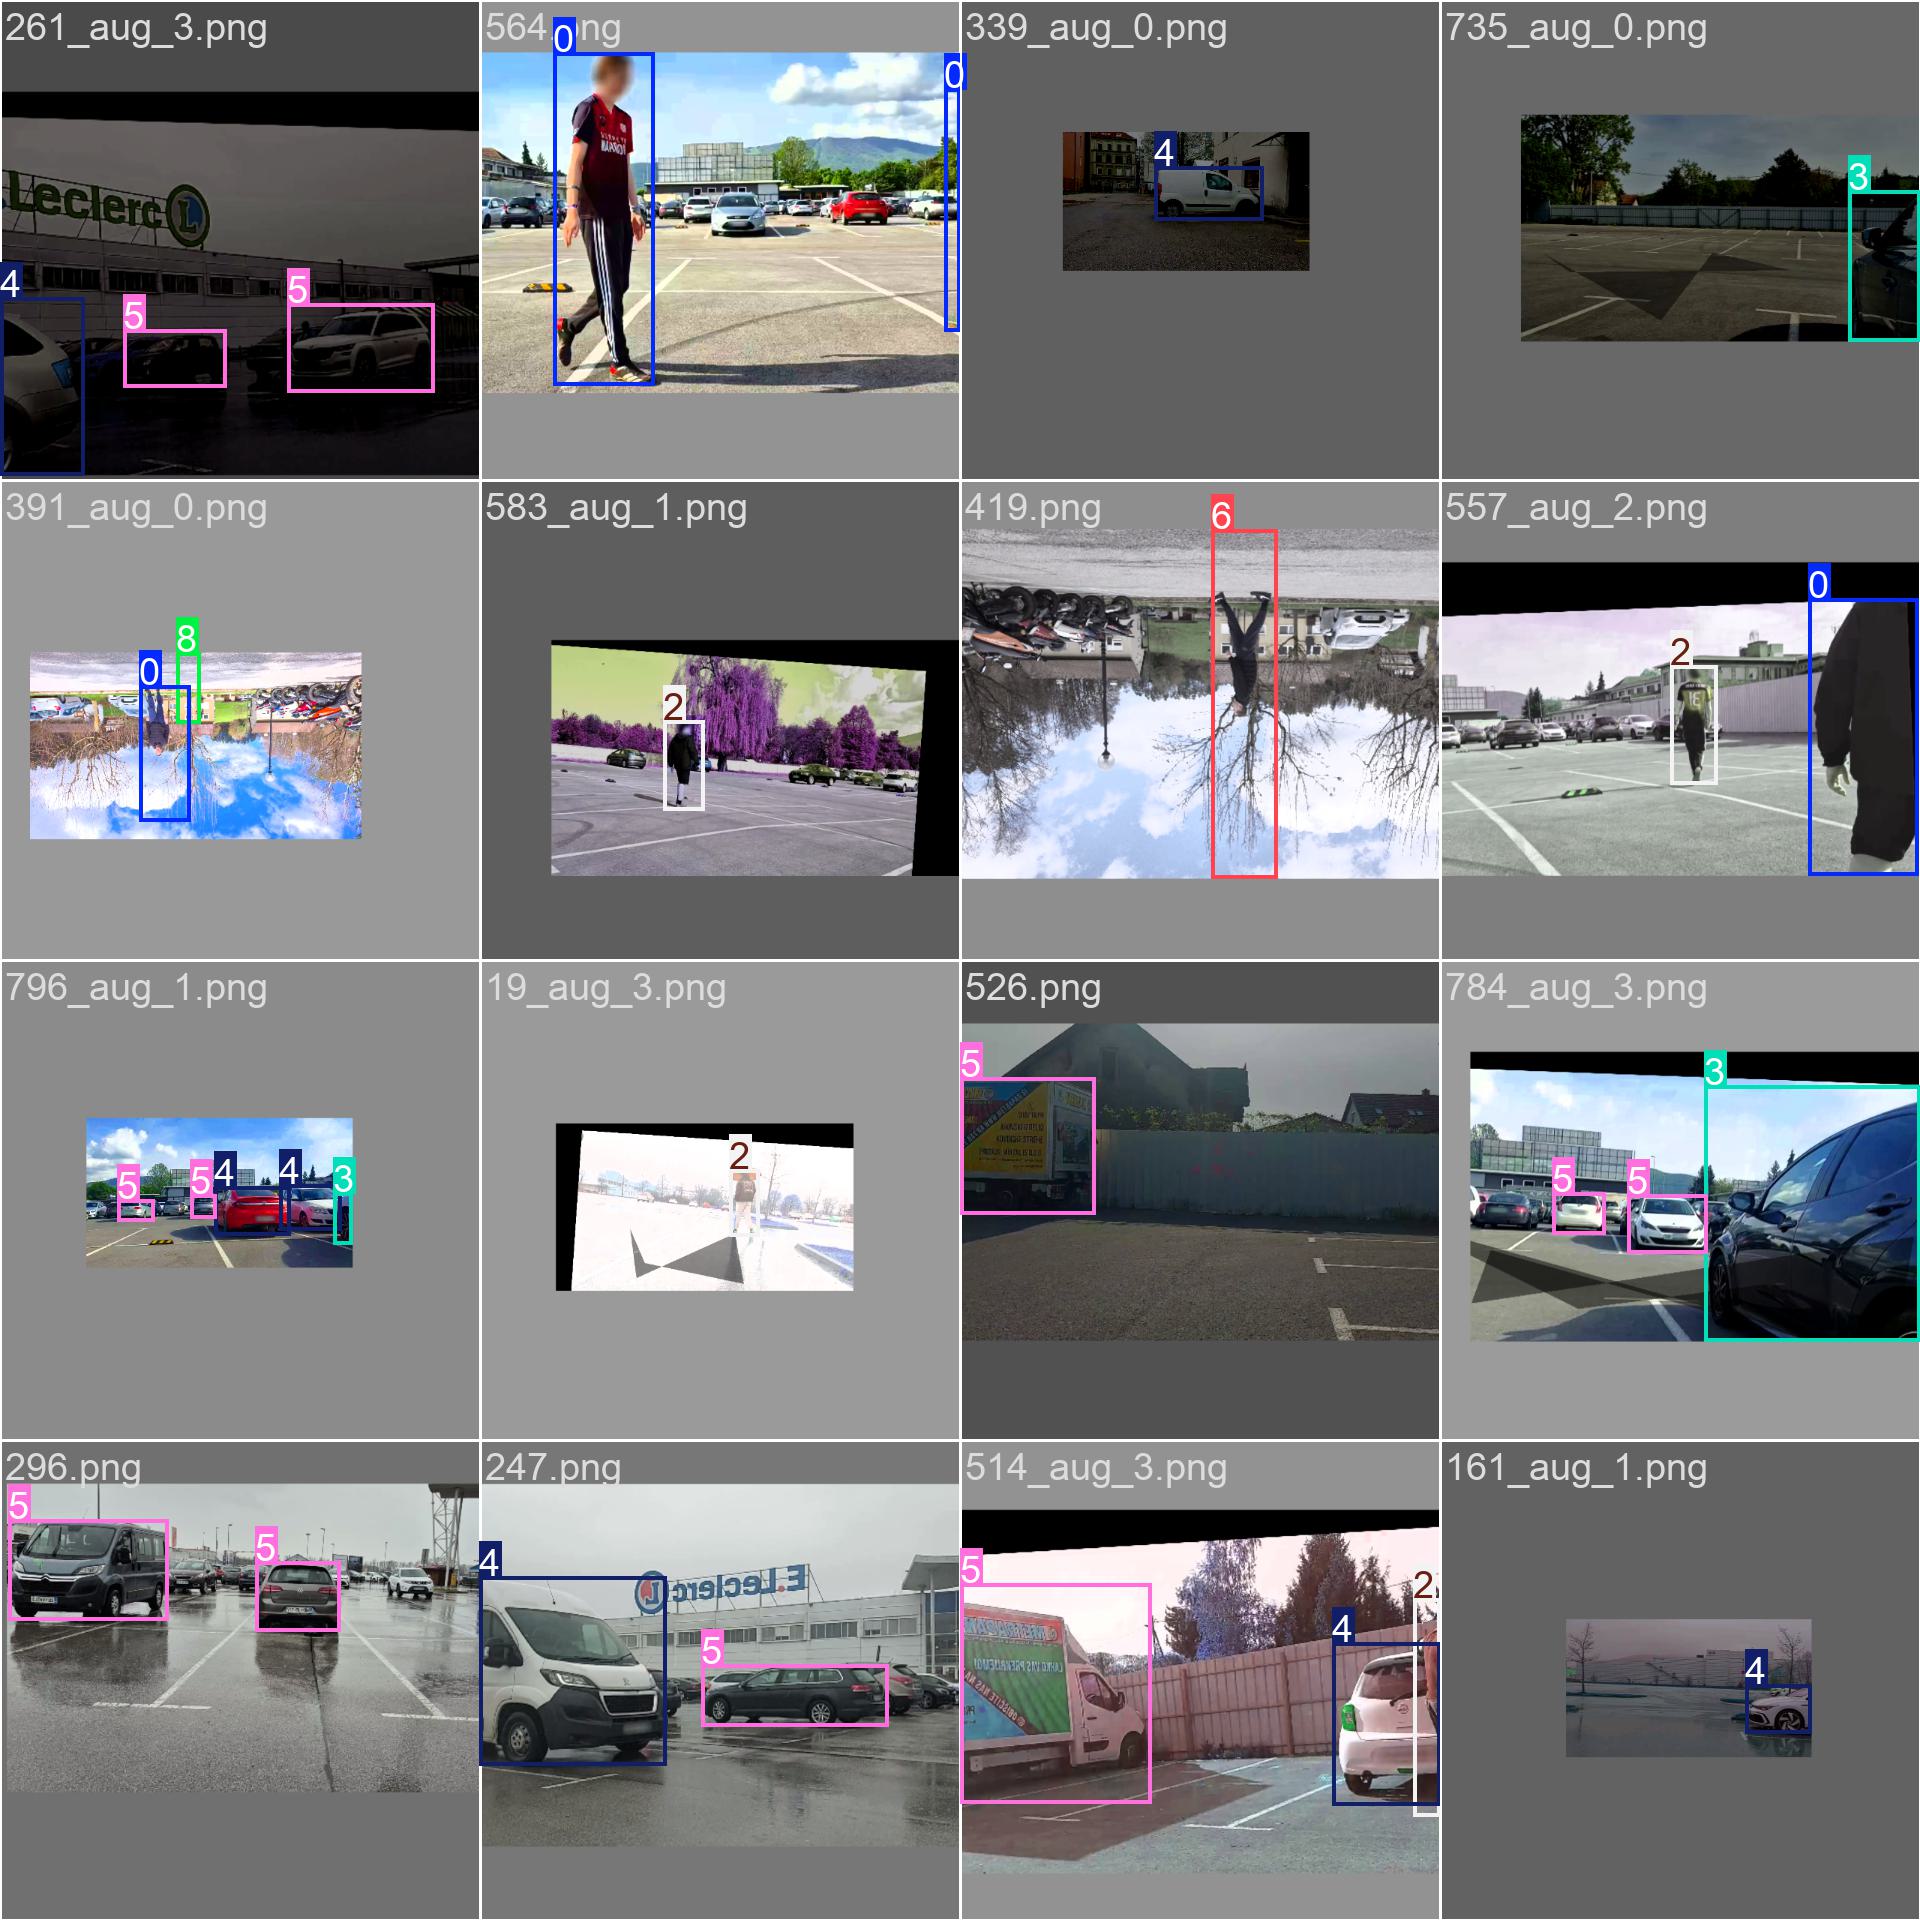 261_aug_3.png
564.png
339_aug_0.png
735_aug_0.png
0
0
4
3
Leclerc L
4
5
5
391_aug_0.png
583_aug_1.png
419.png
557_aug_2.png
8
0
2
6
2
0
16
796_aug_1.png
19_aug_3.png
526.png
784_aug_3.png
5
5
4
4
3
2
5
3
5
5
296.png
247.png
514_aug_3.png
161_aug_1.png
5
5
4
E.Leclerc L
5
5
4
2
4